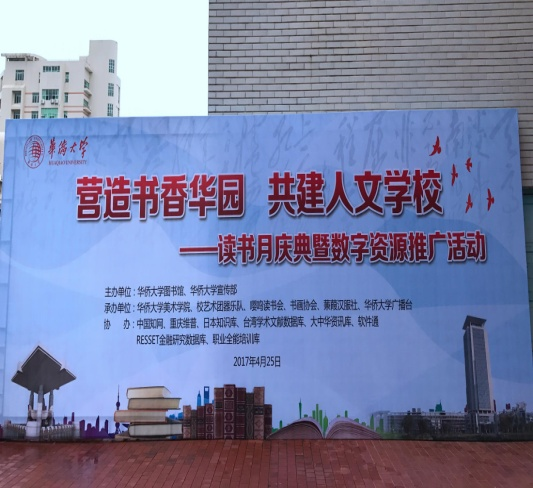 华侨大学
HUAQIAO UNIVERSITY
营造书香华园 共建人文学校
——读书月庆典暨数字资源推广活动
主办单位：华侨大学图书馆、华侨大学宣传部
承办单位：华侨大学美术学院、校艺术团器乐队、嘤鸣读书会、书画协会、蒹葭汉服社、华侨大学广播台
协 办：中国知网、重庆维普、日本知识库、台湾学术文献数据库、大中华资讯库、软件通
RESSET金融研究数据库、职业全能培训库
2017年4月25日